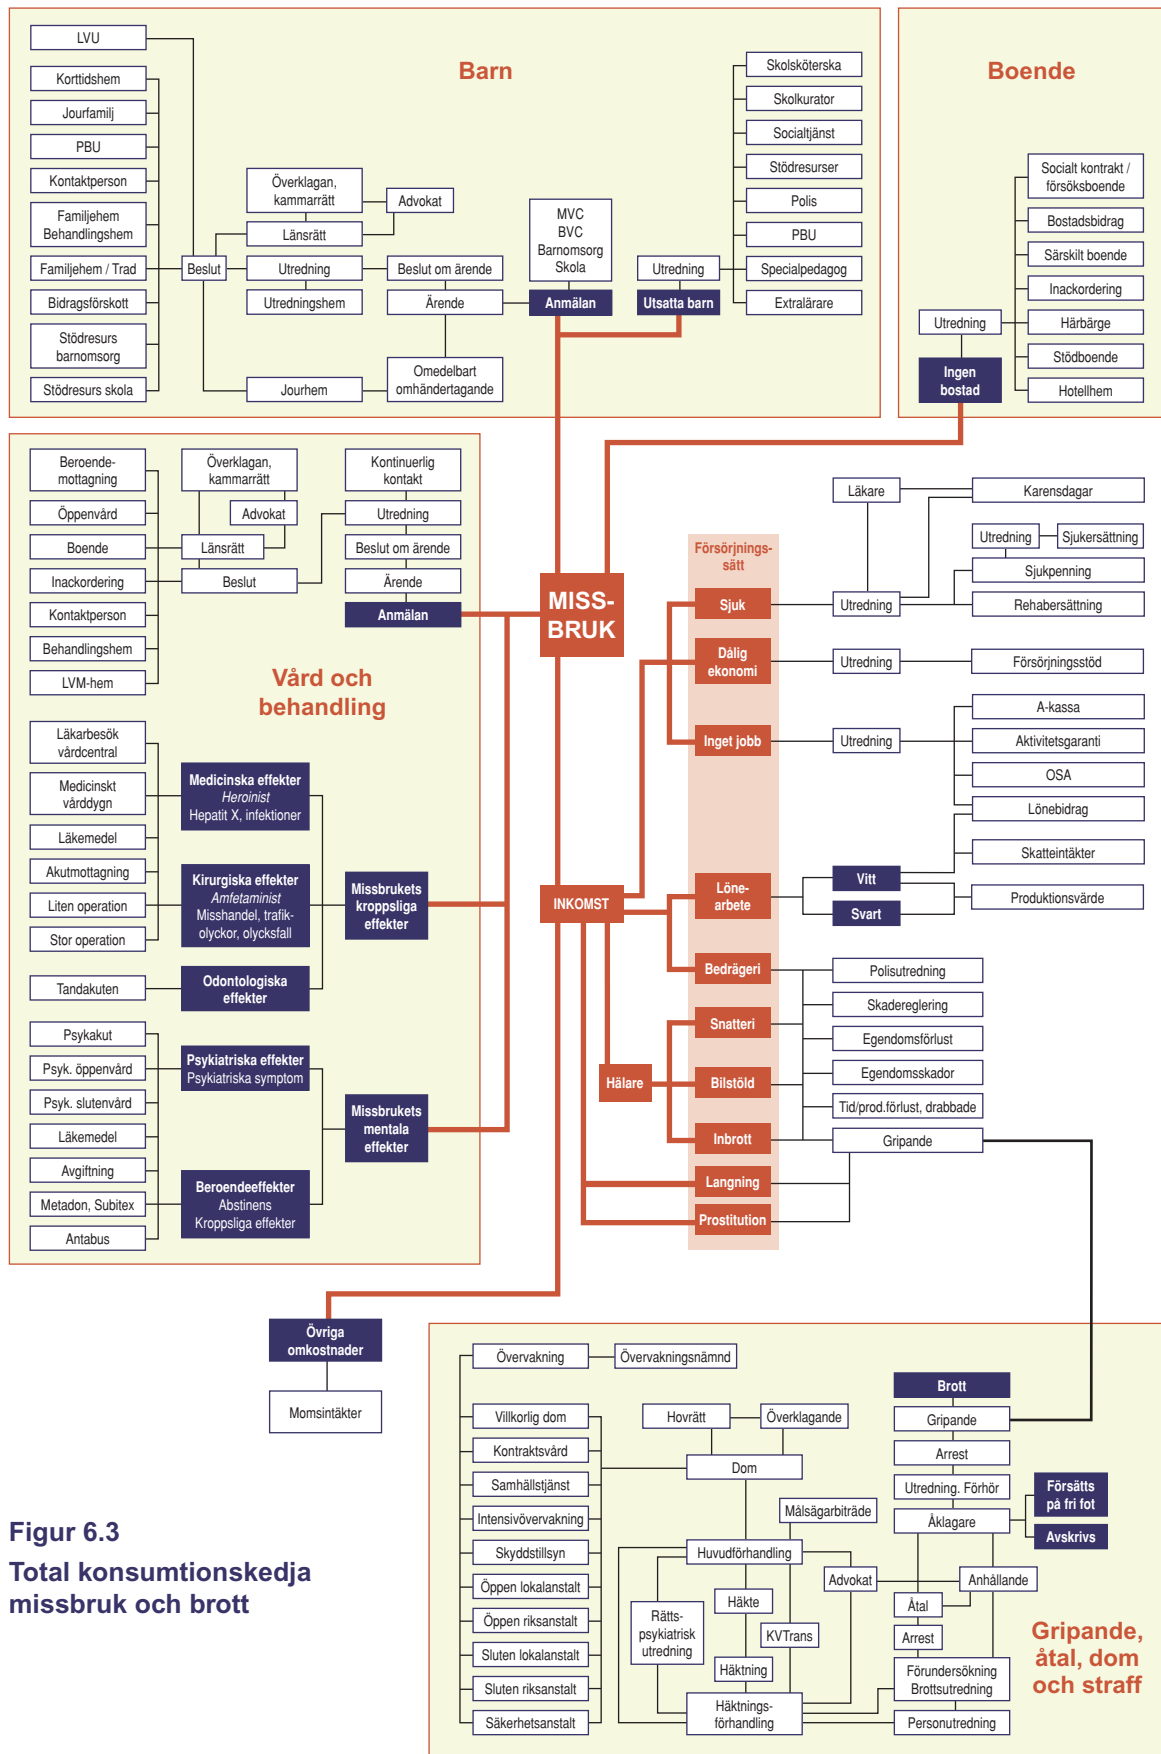 Barn
LVU
Korttidshem
Jourfamilj
PBU
Kontaktperson
Familjehem
Behandlingshem
Familjehem / Trad
Bidragsförskott
Stödresurs
barnomsorg
Stödresurs skola
Beslut
Överklagan,
kammarrätt
Länsrätt
Advokat
Utredning
Utredningshem
Jourhem
Beslut om ärende
Ärende
Omedelbart
omhändertagande
MVC
BVC
Barnomsorg
Skola
Anmälan
Utredning
Utsatta barn
Skolsköterska
Skolkurator
Socialtjänst
Stödresurser
Polis
PBU
Specialpedagog
Extralärare
Boende
Socialt kontrakt /
försöksboende
Bostadsbidrag
Särskilt boende
Inackordering
Härbärge
Stödboende
Hotellhem
Utredning
Ingen
bostad
Beroende-
mottagning
Öppenvård
Boende
Inackordering
Kontaktperson
Behandlingshem
LVM-hem
Överklagan,
kammarrätt
Advokat
Länsrätt
Beslut
Kontinuerlig
kontakt
Utredning
Beslut om ärende
Ärende
Anmälan
Vård och
behandling
Läkarbesök
vårdcentral
Medicinskt
vårddygn
Läkemedel
Akutmottagning
Liten operation
Stor operation
Tandakuten
Medicinska effekter
Heroinist
Hepatit X, infektioner
Kirurgiska effekter
Amfetaminist
Misshandel, trafik-
olyckor, olycksfall
Odontologiska
effekter
Missbrukets
kroppsliga
effekter
Psykakut
Psyk. öppenvård
Psyk. slutenvård
Läkemedel
Avgiftning
Metadon, Subitex
Antabus
Psykiatriska effekter
Psykiatriska symptom
Beroendeeffekter
Abstinens
Kroppsliga effekter
Missbrukets
mentala
effekter
MISS-
BRUK
INKOMST
Hälare
Försörjnings-
sätt
Sjuk
Dålig
ekonomi
Inget jobb
Löne-
arbete
Bedrägeri
Snatteri
Bilstöld
Inbrott
Langning
Prostitution
Läkare
Karensdagar
Utredning
Sjukersättning
Sjukpenning
Utredning
Rehabersättning
Utredning
Försörjningsstöd
A-kassa
Utredning
Aktivitetsgaranti
OSA
Lönebidrag
Skatteintäkter
Vitt
Svart
Produktionsvärde
Polisutredning
Skadereglering
Egendomsförlust
Egendomsskador
Tid/prod.förlust, drabbade
Gripande
Övriga
omkostnader
Momsintäkter
Övervakning
Övervakningsnämnd
Villkorlig dom
Kontraktsvård
Samhällstjänst
Intensivövervakning
Skyddstillsyn
Öppen lokalanstalt
Öppen riksanstalt
Sluten lokalanstalt
Sluten riksanstalt
Säkerhetsanstalt
Hovrätt
Överklagande
Dom
Målsägarbiträde
Huvudförhandling
Rätts-
psykiatrisk
utredning
Häkte
KVTrans
Häktning
Häktnings-
förhandling
Advokat
Brott
Gripande
Arrest
Utredning. Förhör
Åklagare
Försätts
på fri fot
Avskrivs
Anhållande
Åtal
Arrest
Förundersökning
Brottsutredning
Personutredning
Gripande,
åtal, dom
och straff
Figur 6.3
Total konsumtionskedja
missbruk och brott